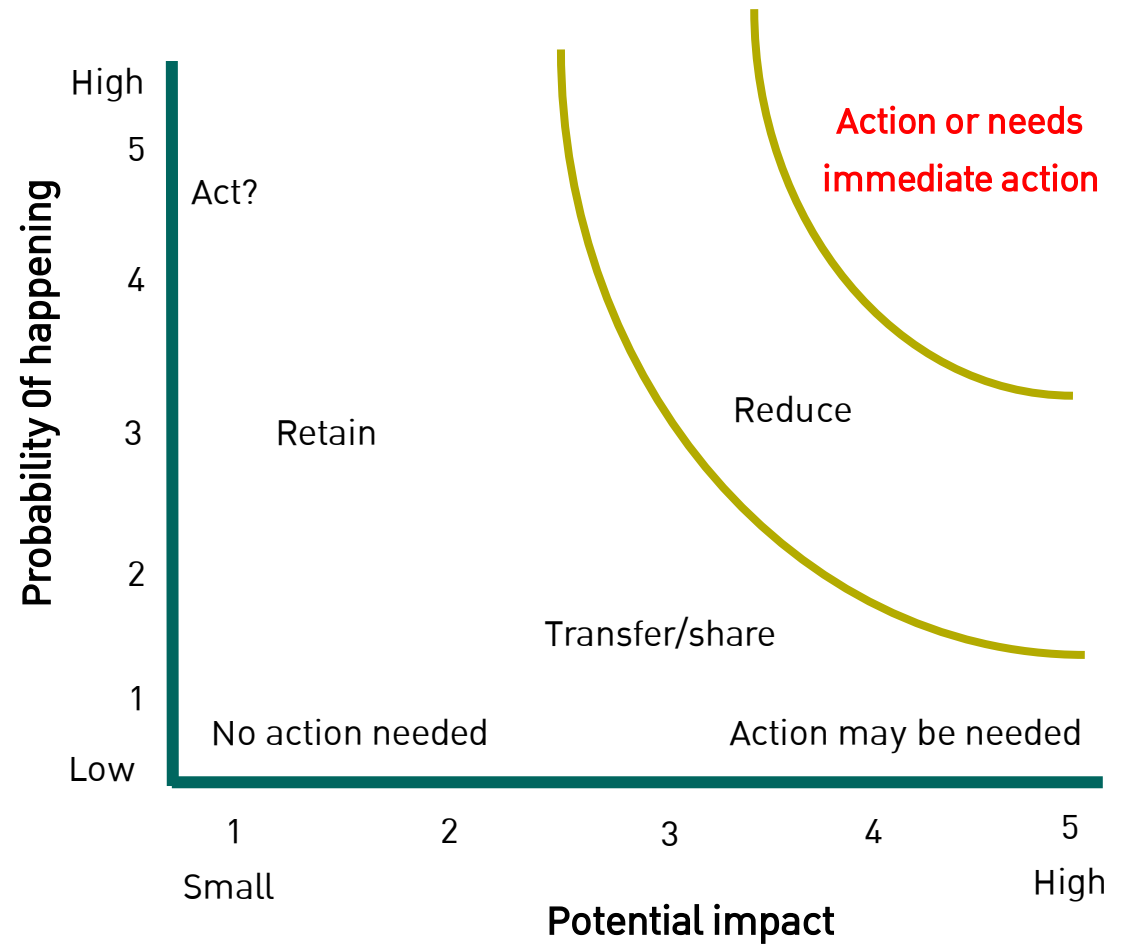 High
5
Action or needs
immediate action
Act?
4
Probability 0f happening
Reduce
3
Retain
2
Transfer/share
1
No action needed
Action may be needed
Low
1
2
3
4
5
Small
High
Potential impact